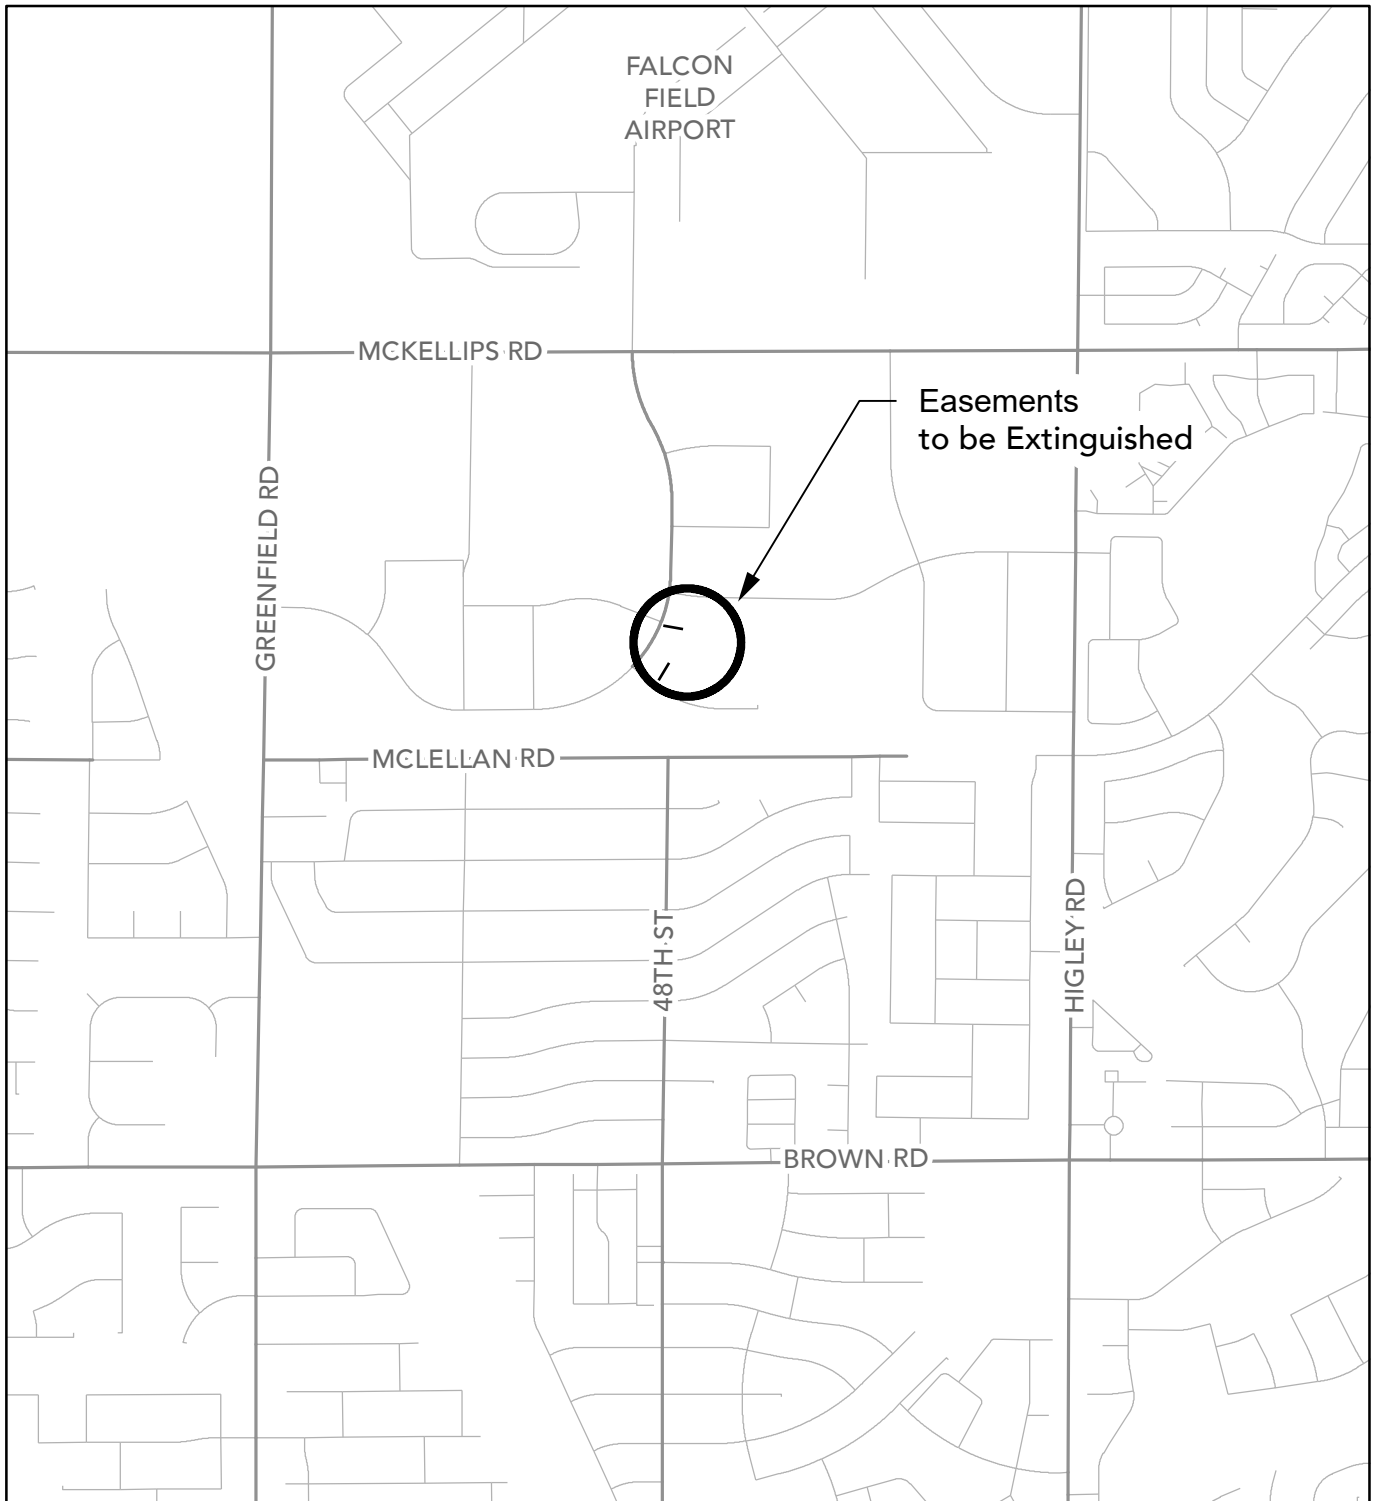 FALCON
FIELD
AIRPORT
MCKELLIPS RD
Easements
to be Extinguished
GREENFIELD RD
MCLELLAN RD
48TH ST
HIGLEY RD
BROWN RD